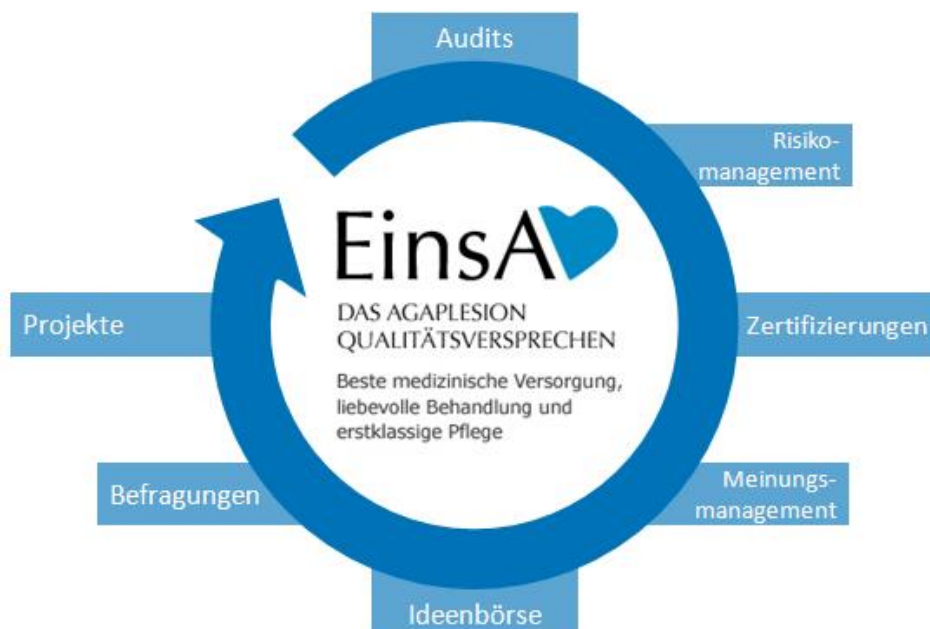 Audits
Risiko-
management
EinsA
DAS AGAPLESION
QUALITÄTSVERSPRECHEN
Beste medizinische Versorgung,
liebevolle Behandlung und
erstklassige Pflege
Zertifizierungen
Meinungs-
management
Ideenbörse
Befragungen
Projekte